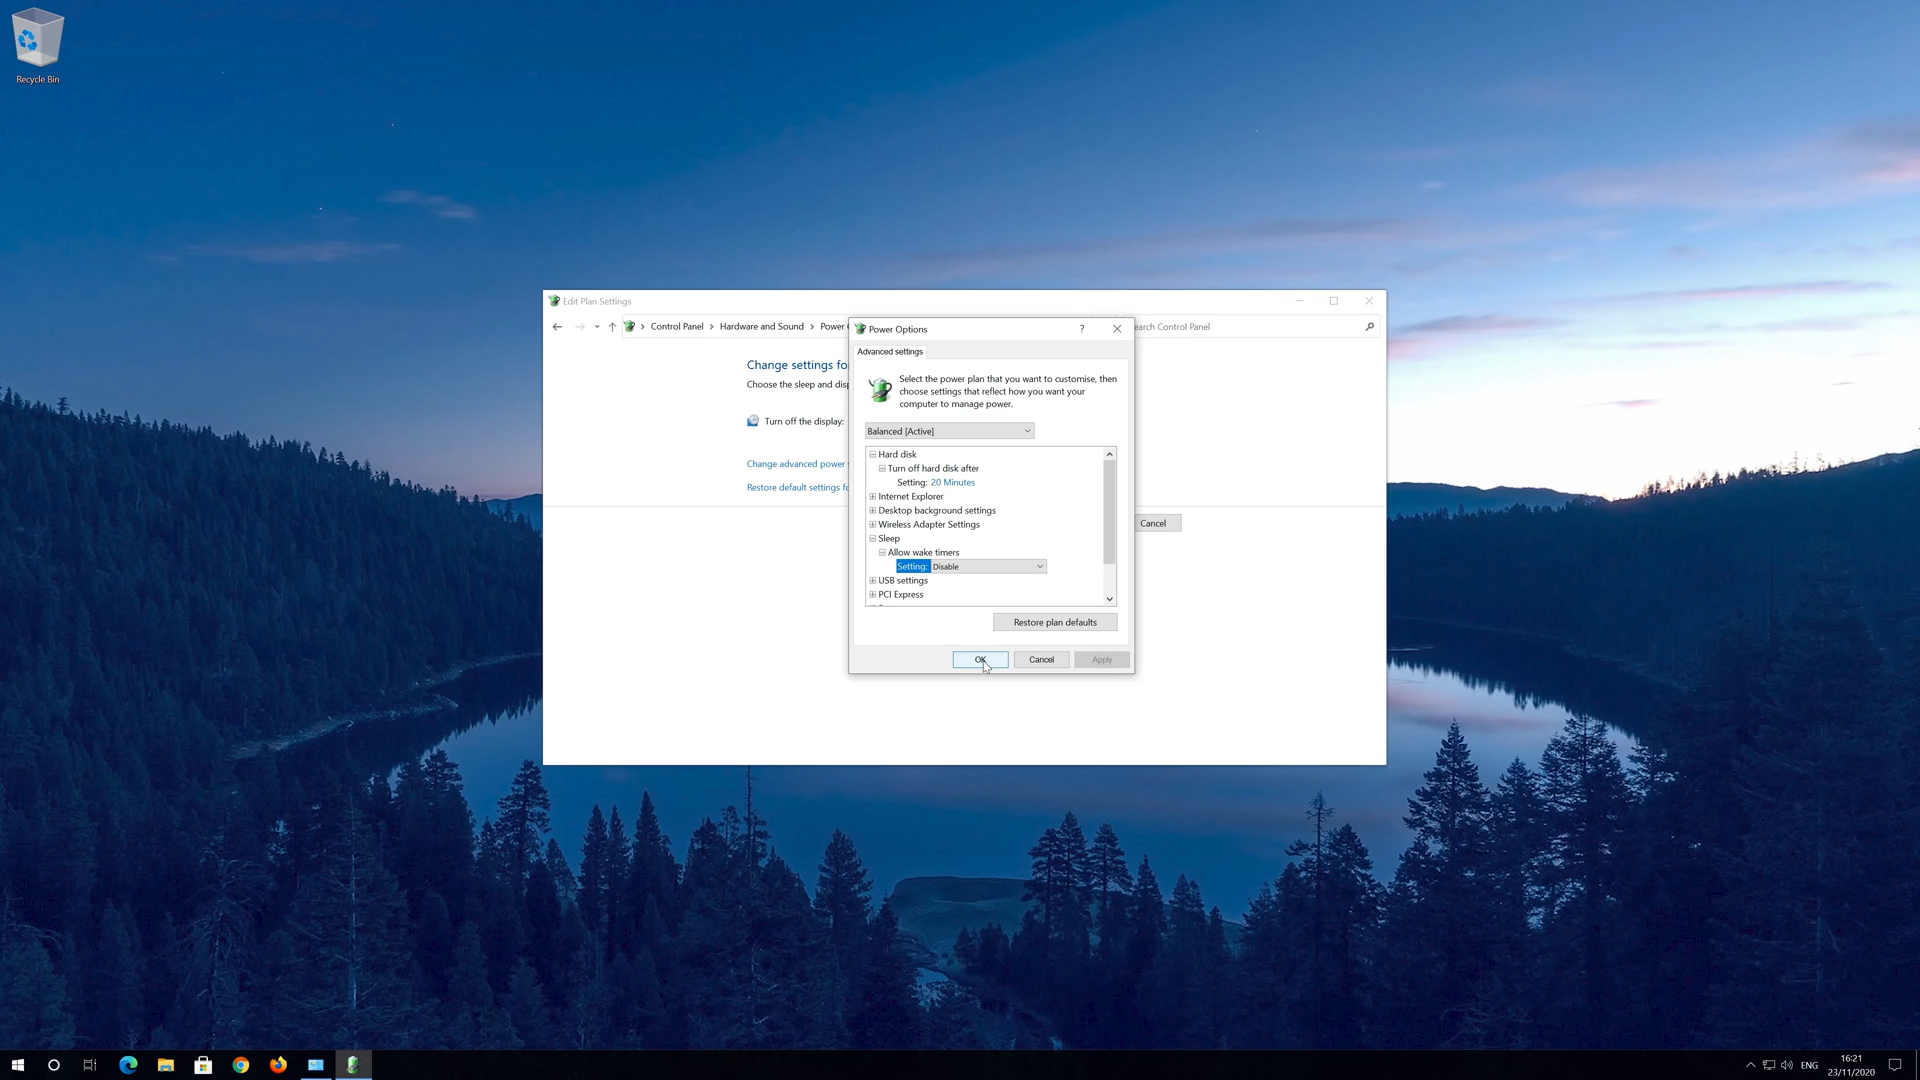 Recycle Bin
Edit Plan Settings
Control Panel
Hardware and Sound
Power
earch Control Panel
Change settings fo
Choose the sleep and disp
Turn off the display:
Change advanced power
Restore default settings fo
Cancel
Power Options
?
Advanced settings
Select the power plan that you want to customise, then
choose settings that reflect how you want your
computer to manage power.
Balanced [Active]
Hard disk
Turn off hard disk after
Setting: 20 Minutes
Internet Explorer
Desktop background settings
Wireless Adapter Settings
Sleep
Allow wake timers
Setting: Disable
USB settings
PCI Express
Restore plan defaults
OK
Cancel
Apply
ENG
16:21
23/11/2020